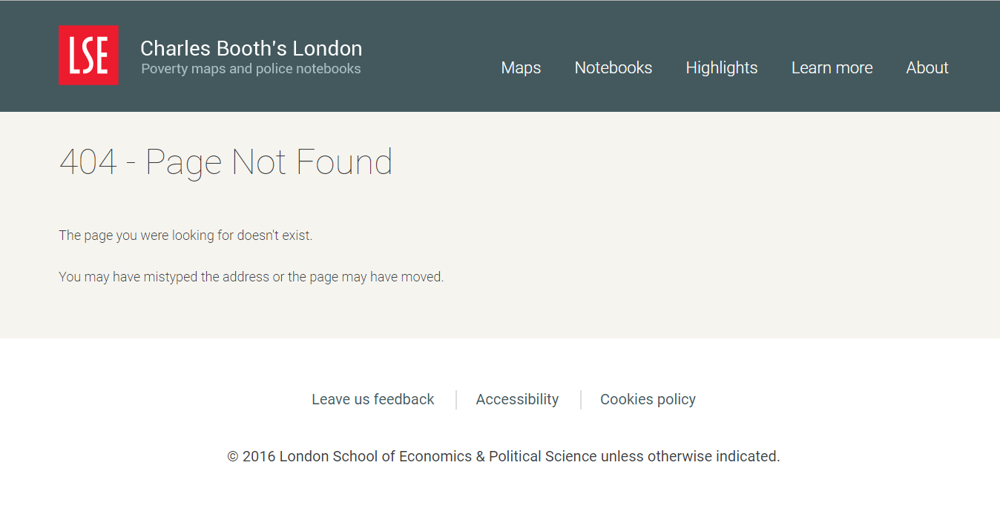 LSE
Charles Booth's London
Poverty maps and police notebooks
Maps Notebooks Highlights Learn more About
404 - Page Not Found
The page you were looking for doesn't exist.
You may have mistyped the address or the page may have moved.
Leave us feedback Accessibility Cookies policy
© 2016 London School of Economics & Political Science unless otherwise indicated.